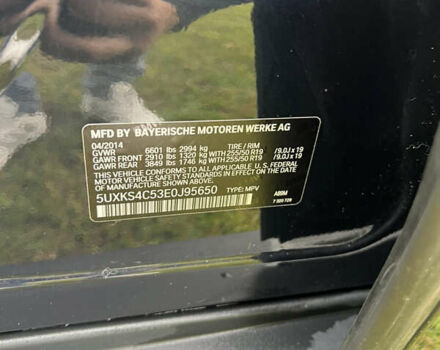 MFD BY BAYERISCHE MOTOREN WERKE AG
04/2014 TIRE / RIM
GVWR 6601 lbs 2994 kg
GAWR FRONT 2910 lbs 1320 kg WITH 255/50 R19 /9.0J x 19
GAWR REAR 3849 lbs 1746 kg WITH 255/50 R19 /9.0J x 19
THIS VEHICLE CONFORMS TO ALL APPLICABLE U.S. FEDERAL
MOTOR VEHICLE SAFETY STANDARDS IN EFFECT ON THE DATE OF
MANUFACTURE SHOWN ABOVE.
5UXKS4C53E0J95650 TYPE: MPV